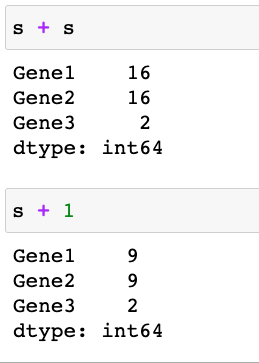 s + s
Gene1    16
Gene2    16
Gene3     2
dtype: int64
s + 1
Gene1    9
Gene2    9
Gene3    2
dtype: int64